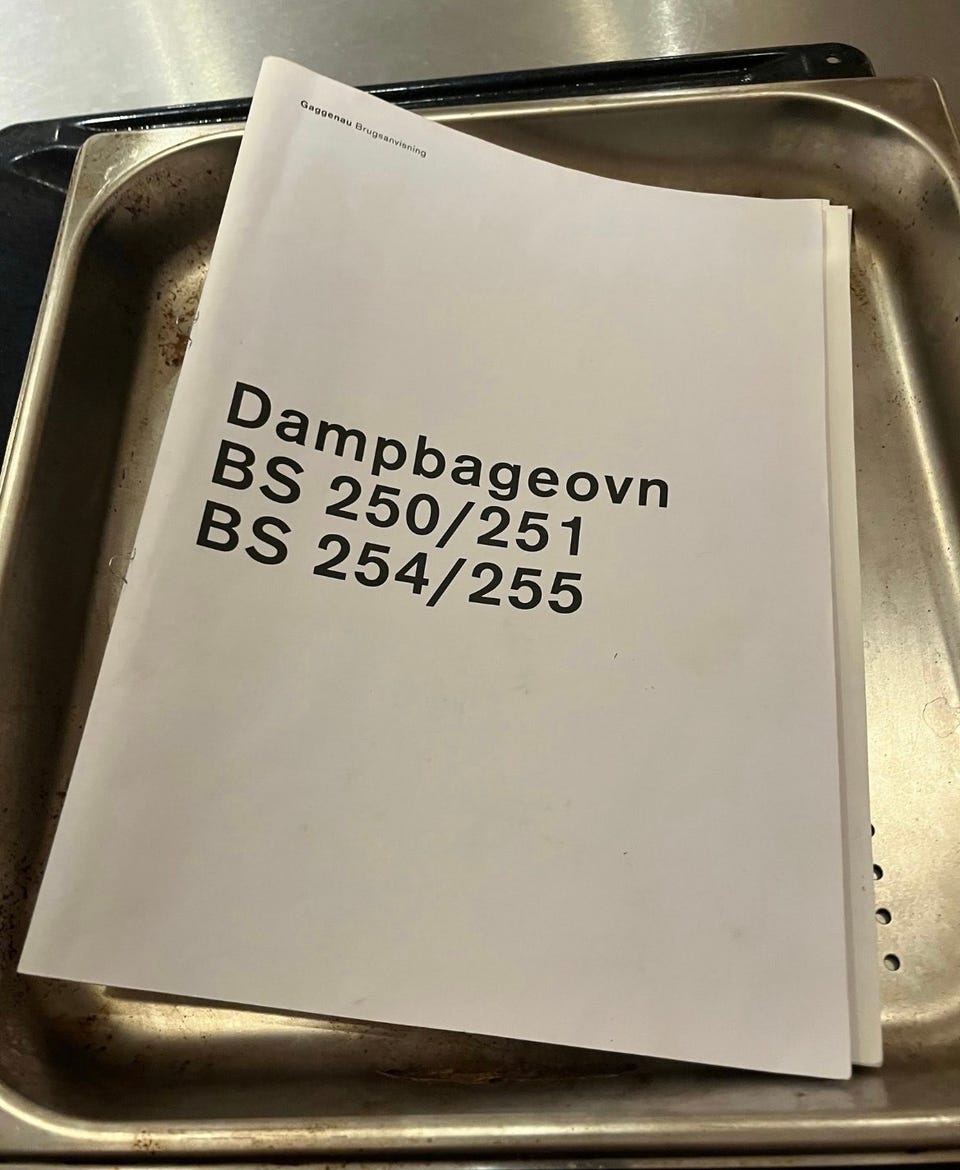 Gaggenau Brugsanvisning
Dampbageovn
BS 250/251
BS 254/255